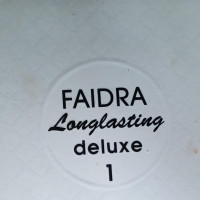 FAIDRA
Longlasting
deluxe
1